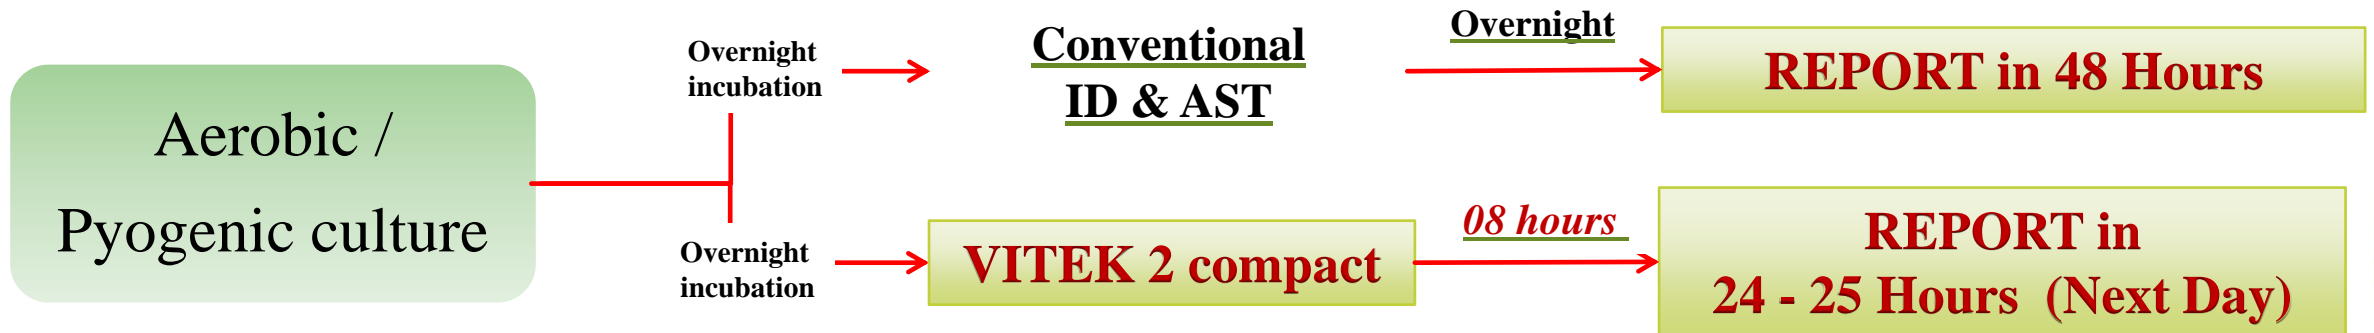 Aerobic /
Pyogenic culture
Overnight
incubation
Conventional
ID & AST
Overnight
REPORT in 48 Hours
Overnight
incubation
VITEK 2 compact
08 hours
REPORT in
24 - 25 Hours (Next Day)